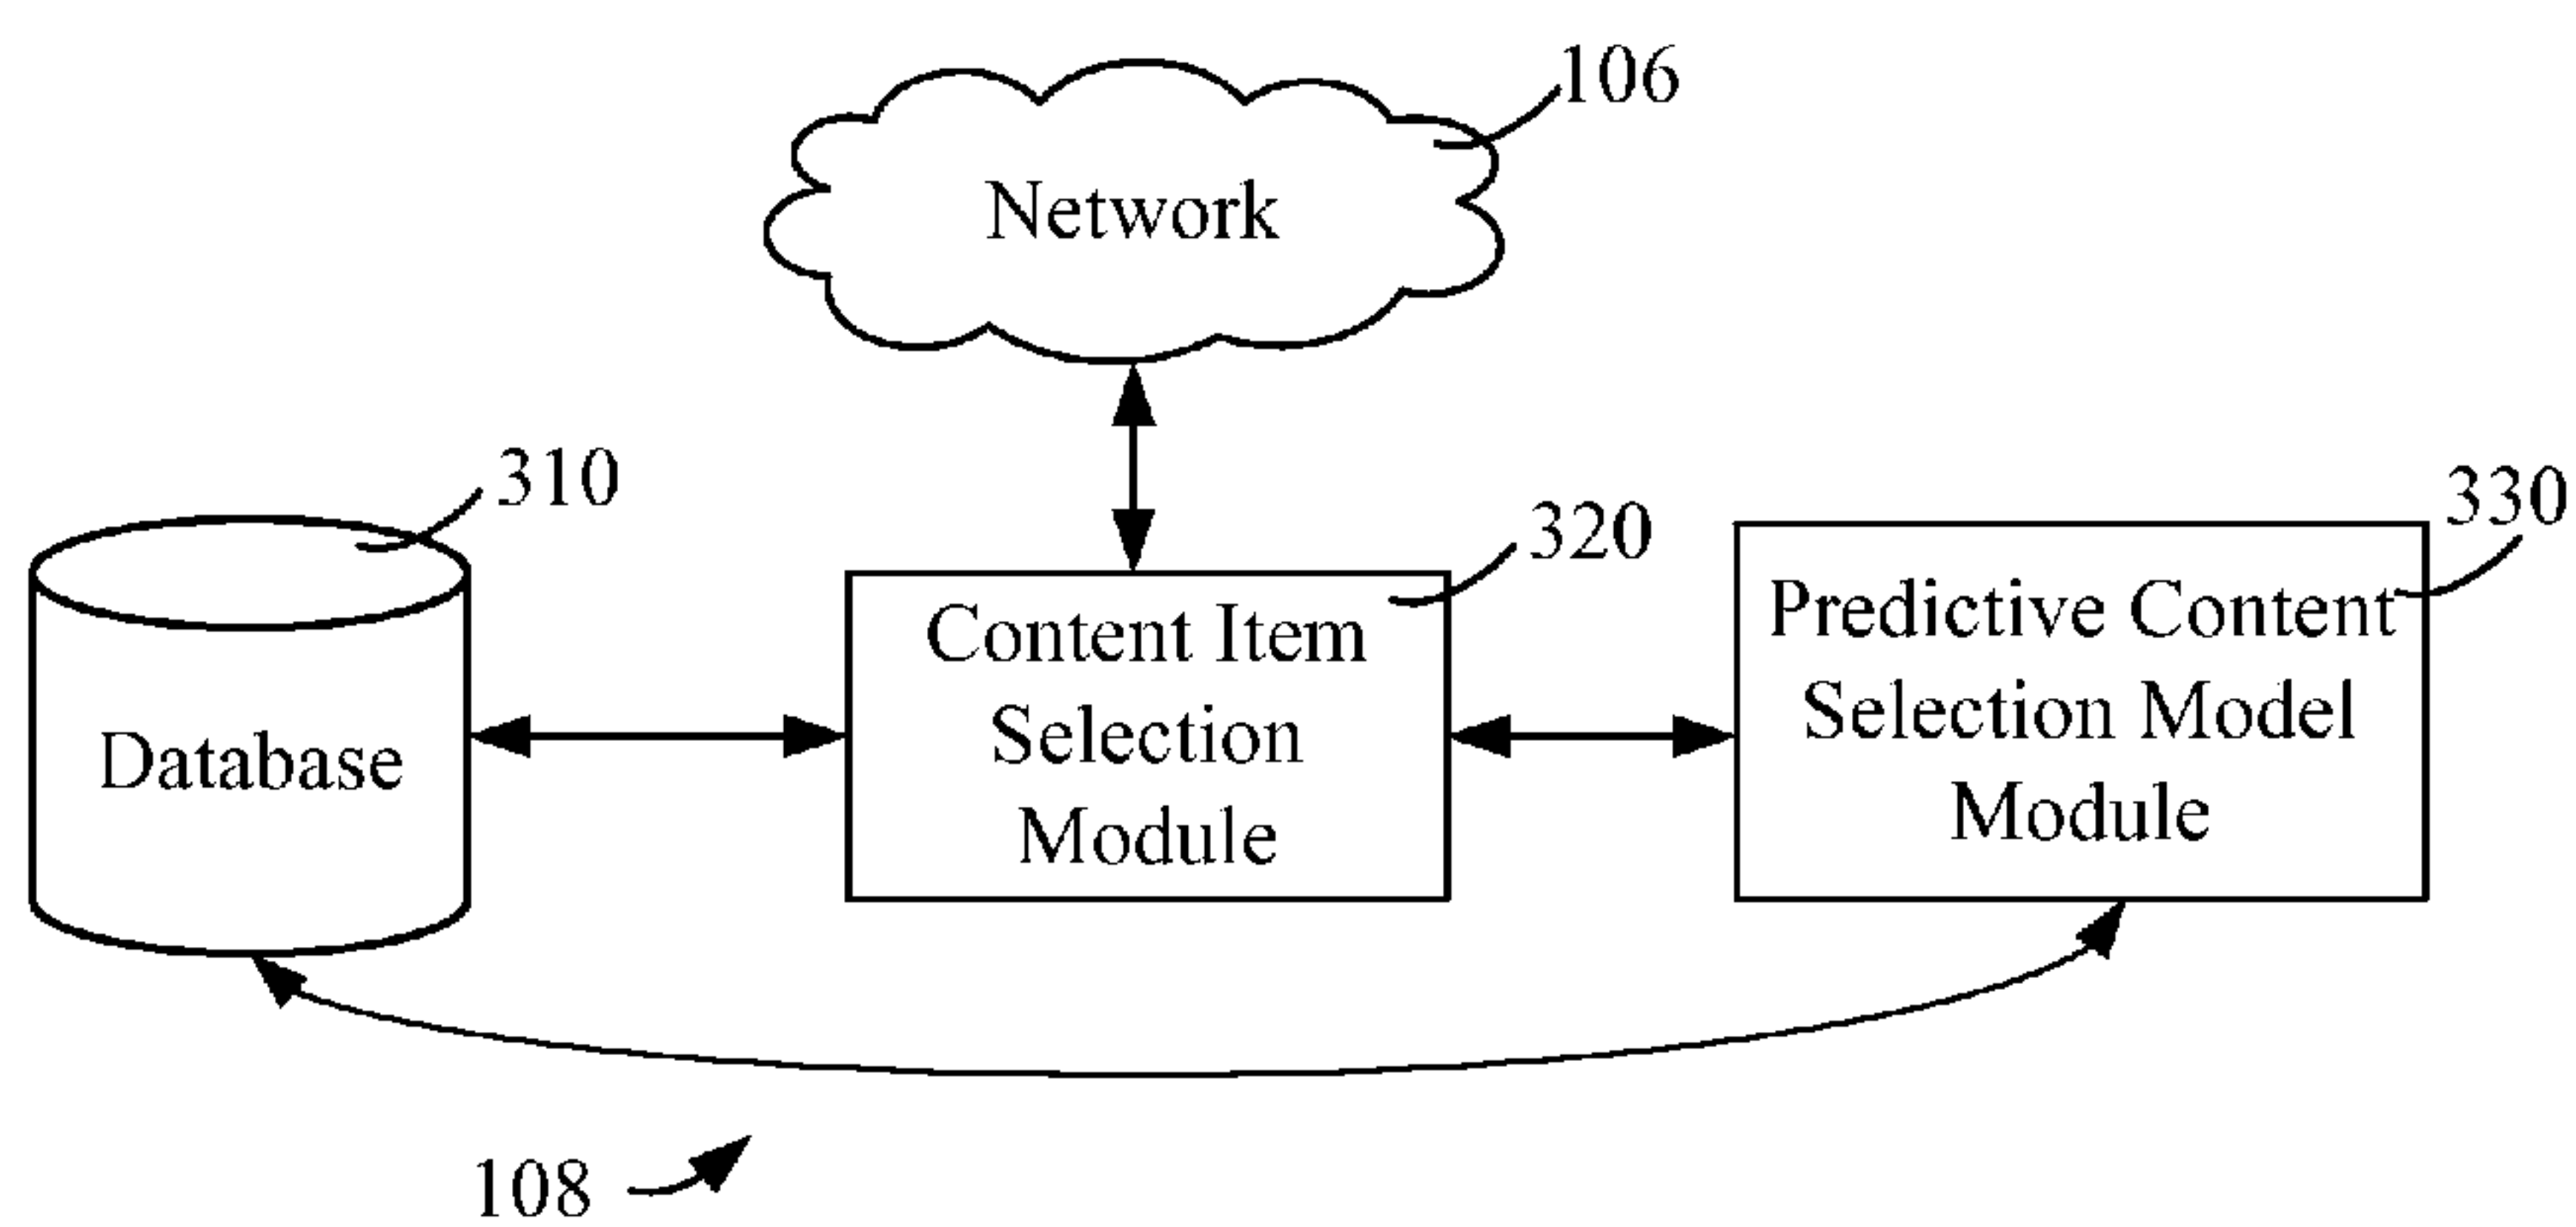 106
Network
310
320
330
Database
Content Item
Selection
Module
Predictive Content
Selection Model
Module
108